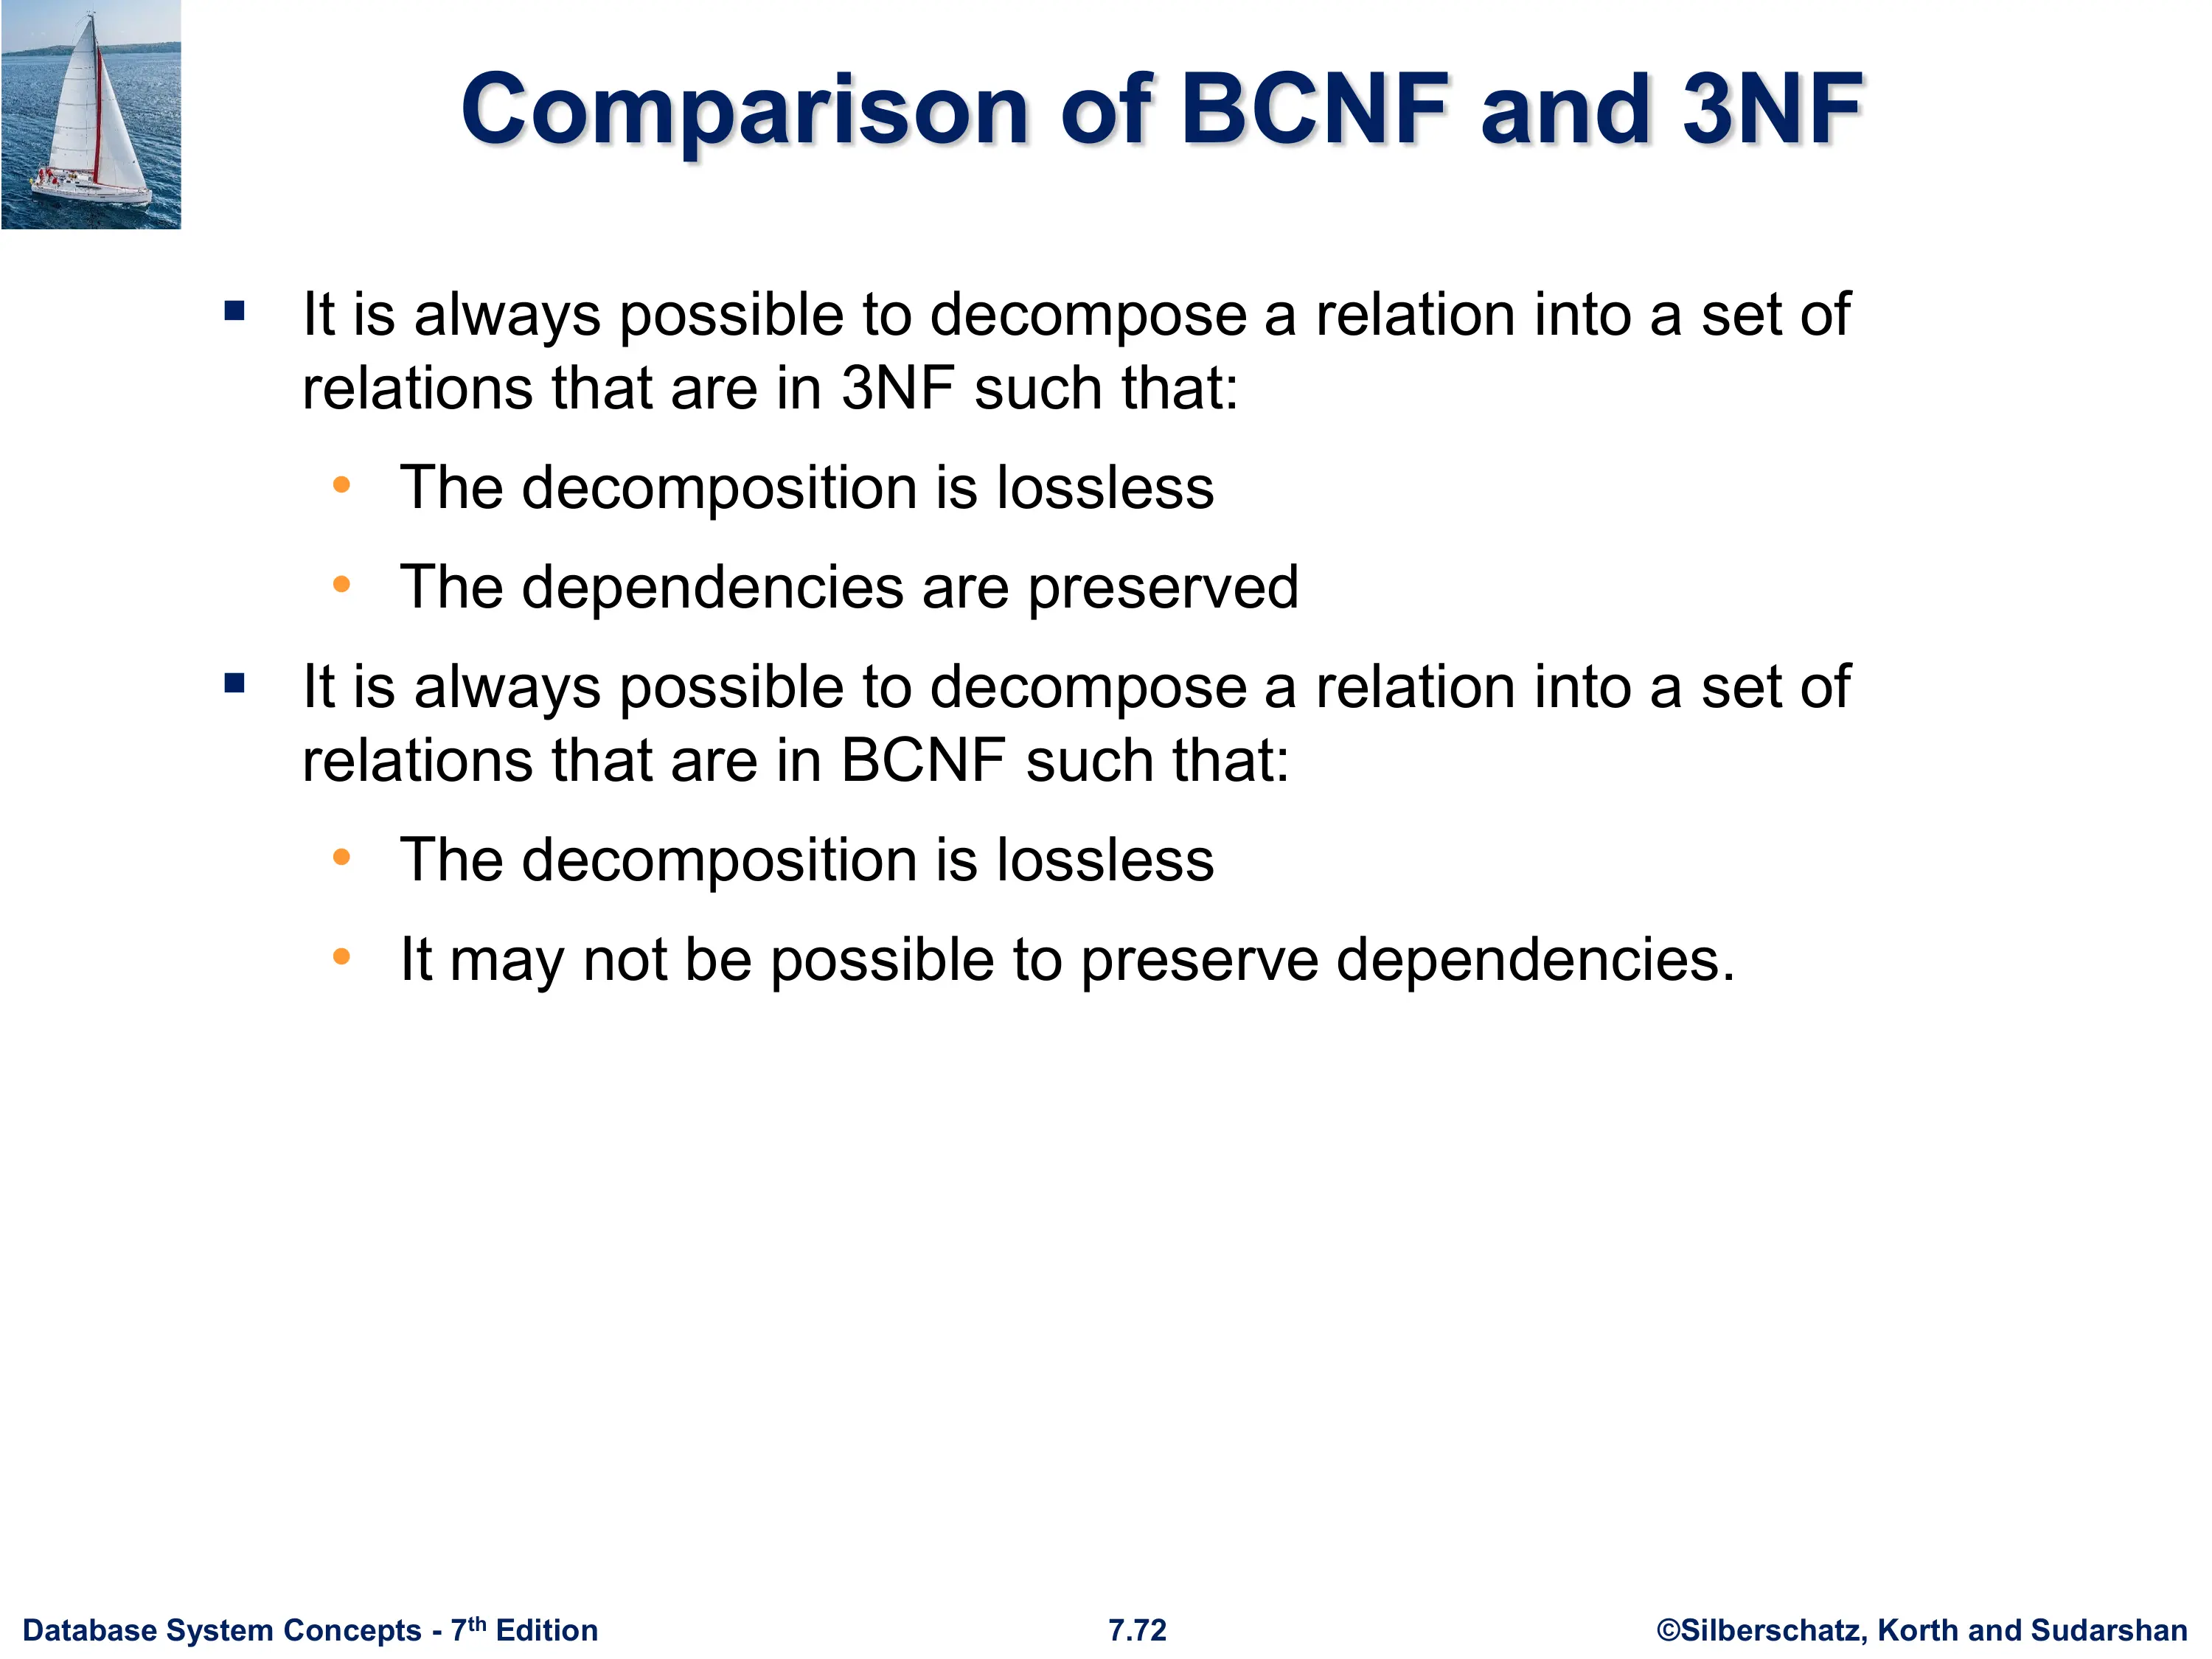 Comparison of BCNF and 3NF
▪ It is always possible to decompose a relation into a set of
relations that are in 3NF such that:
• The decomposition is lossless
• The dependencies are preserved
▪ It is always possible to decompose a relation into a set of
relations that are in BCNF such that:
• The decomposition is lossless
• It may not be possible to preserve dependencies.
Database System Concepts - 7th Edition
7.72
©Silberschatz, Korth and Sudarshan